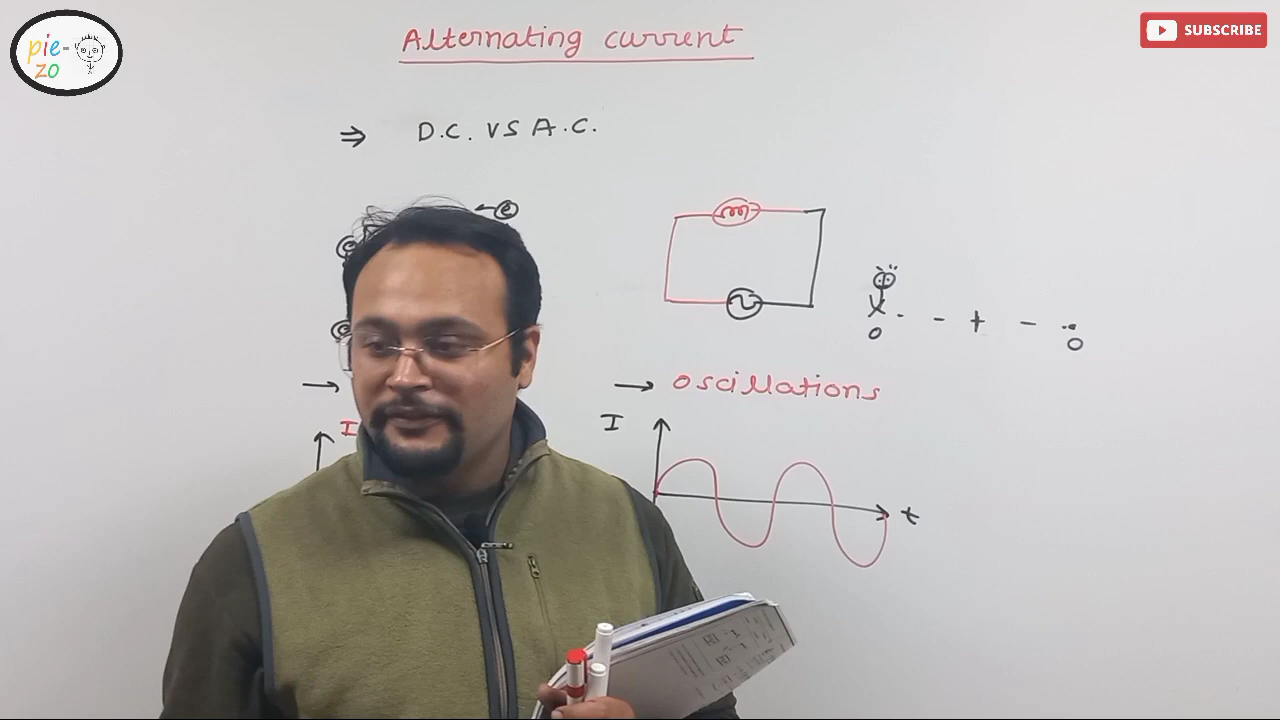 pie-
zo
SUBSCRIBE
Alternating current
⇒ D.C. VS A.C.
e
→ → oscillations
I I
t
- - + -